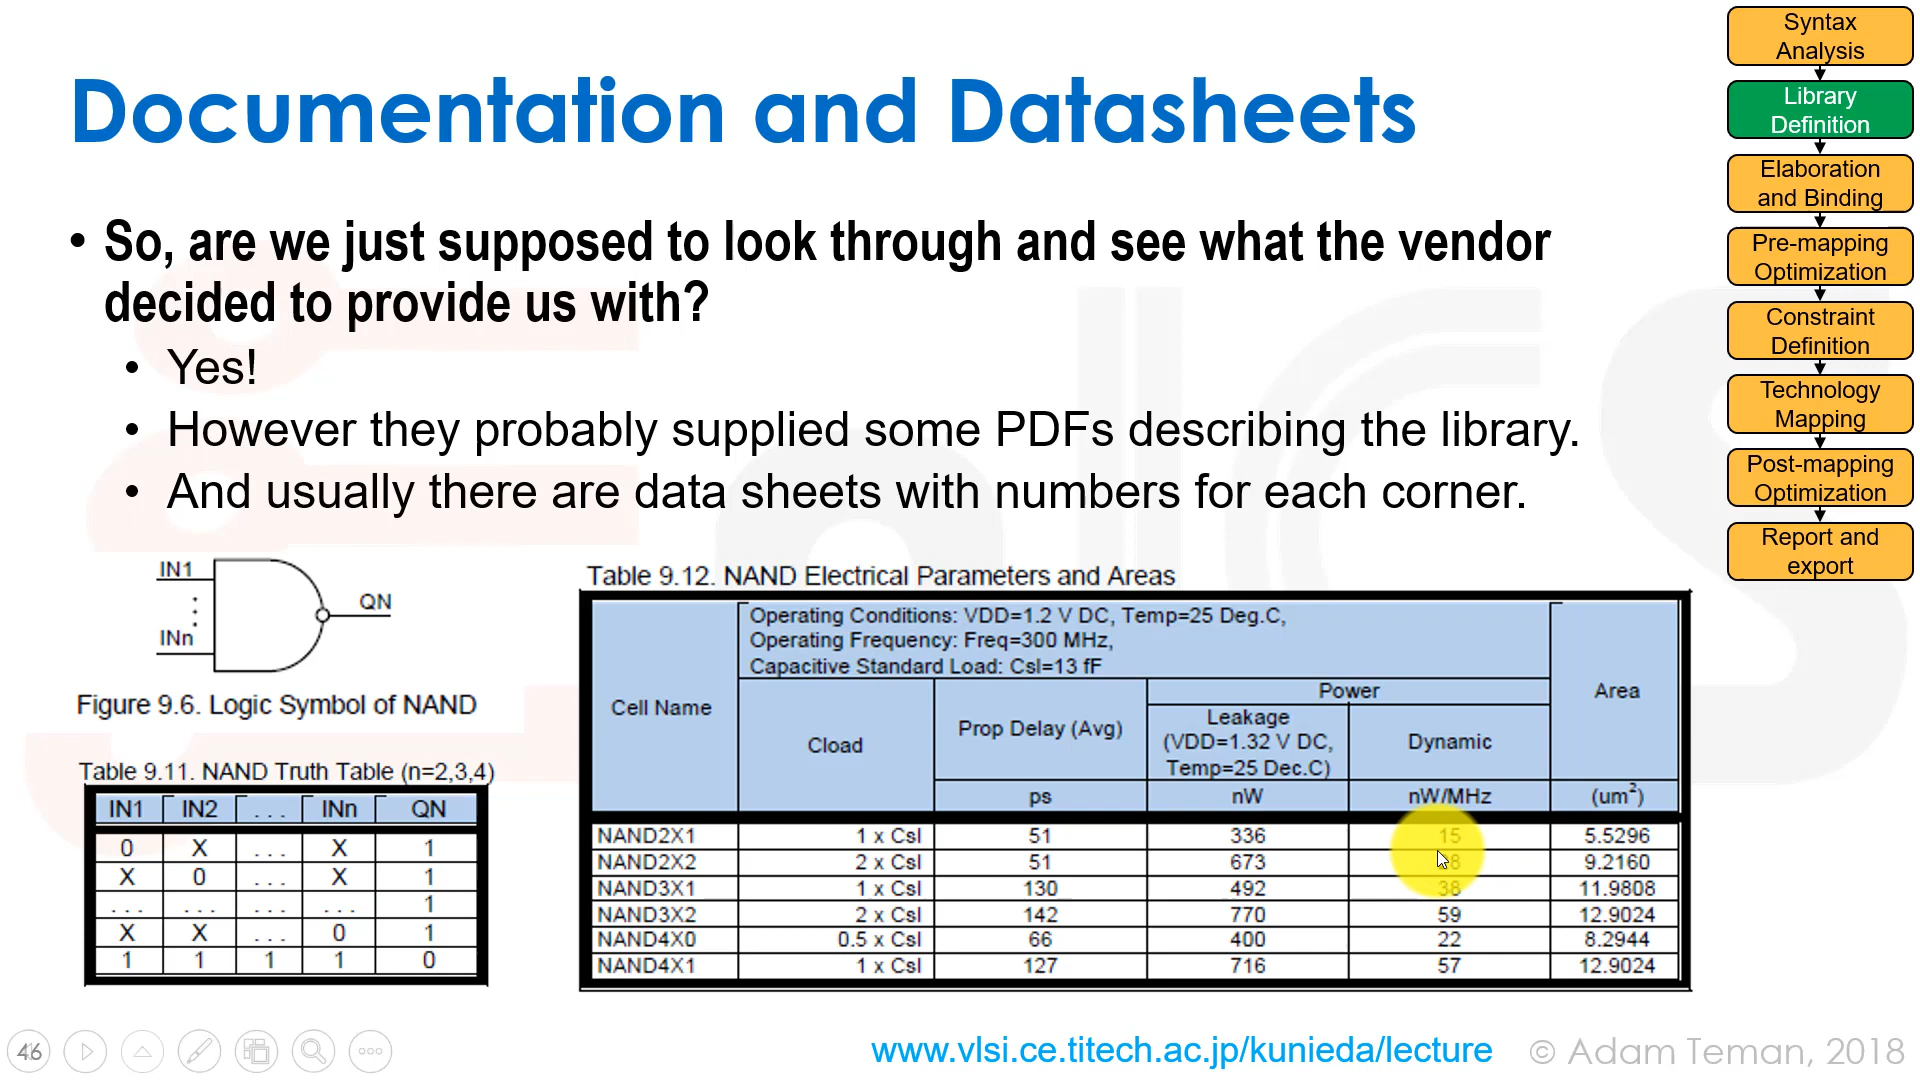 Documentation and Datasheets
• So, are we just supposed to look through and see what the vendor
decided to provide us with?
• Yes!
• However they probably supplied some PDFs describing the library.
• And usually there are data sheets with numbers for each corner.
IN1
INn
QN
Figure 9.6. Logic Symbol of NAND
Table 9.11. NAND Truth Table (n=2,3,4)
IN1 IN2 ... INn QN
0 X ... X 1
X 0 ... X 1
... ... ... ... 1
X X ... 0 1
1 1 1 1 0
Table 9.12. NAND Electrical Parameters and Areas
Cell Name
Operating Conditions: VDD=1.2 V DC, Temp=25 Deg.C,
Operating Frequency: Freq=300 MHz,
Capacitive Standard Load: Csl=13 fF
Cload
Prop Delay (Avg)
Power
Leakage
(VDD=1.32 V DC,
Temp=25 Dec.C)
Dynamic
Area
ps nW nW/MHz (um²)
NAND2X1 1 x Csl 51 336 15 5.5296
NAND2X2 2 x Csl 51 673 9.2160
NAND3X1 1 x Csl 130 492 38 11.9808
NAND3X2 2 x Csl 142 770 59 12.9024
NAND4X0 0.5 x Csl 66 400 22 8.2944
NAND4X1 1 x Csl 127 716 57 12.9024
Syntax
Analysis
Library
Definition
Elaboration
and Binding
Pre-mapping
Optimization
Constraint
Definition
Technology
Mapping
Post-mapping
Optimization
Report and
export
46
www.vlsi.ce.titech.ac.jp/kunieda/lecture
© Adam Teman, 2018